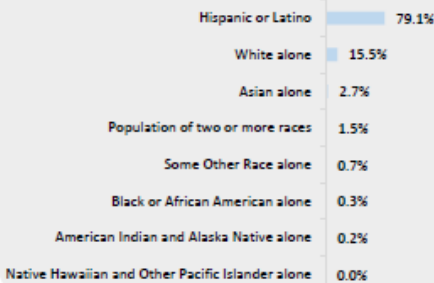 Hispanic or Latino 79.1%
White alone 15.5%
Asian alone 2.7%
Population of two or more races 1.5%
Some Other Race alone 0.7%
Black or African American alone 0.3%
American Indian and Alaska Native alone 0.2%
Native Hawaiian and Other Pacific Islander alone 0.0%